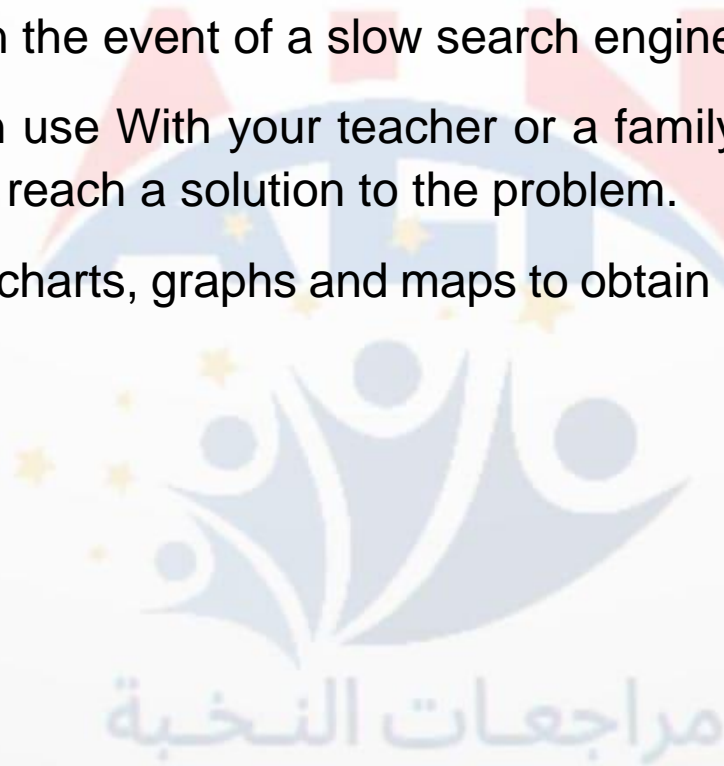 n the event of a slow search engine
n use With your teacher or a family
reach a solution to the problem.
charts, graphs and maps to obtain
مراجعات النخبة